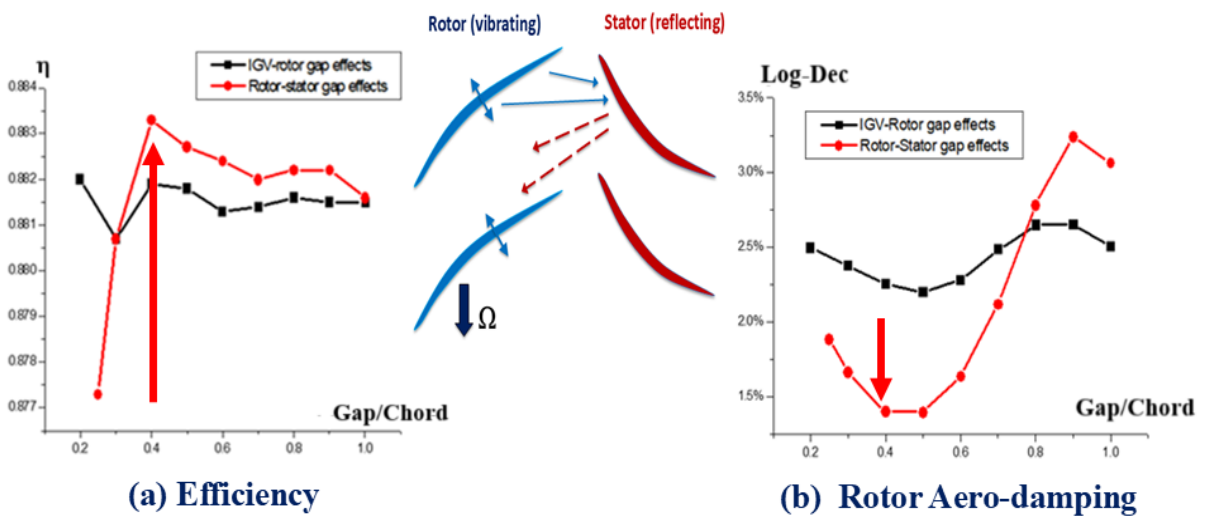 Rotor (vibrating)
Stator (reflecting)
η
IGV-rotor gap effects
Rotor-stator gap effects
0.884
0.883
0.882
0.881
0.880
0.879
0.878
0.877
Gap/Chord
0.2 0.4 0.6 0.8 1.0
(a) Efficiency
Ω
Log-Dec
3.5%
IGV-Rotor gap effects
Rotor-Stator gap effects
3.0%
2.5%
2.0%
1.5%
Gap/Chord
0.2 0.4 0.6 0.8 1.0
(b) Rotor Aero-damping